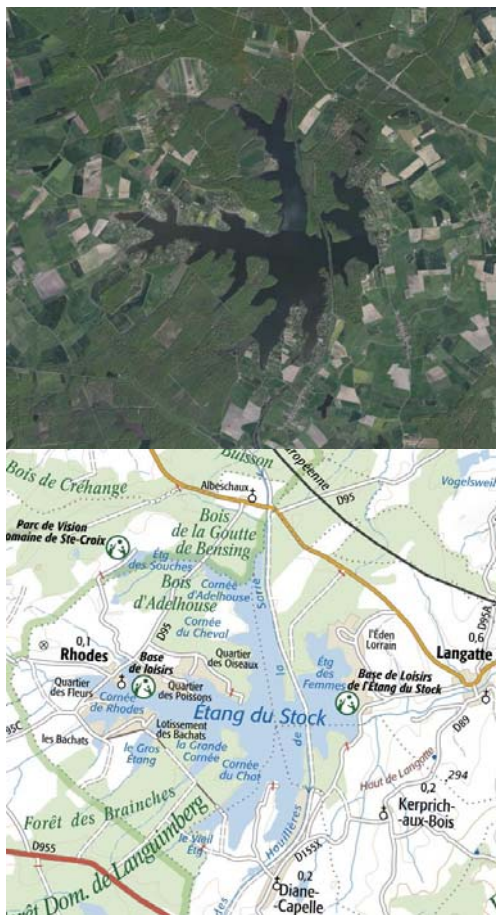 Bois de Créhange
Buisson
Européenne
Albeschaux
D95
Vogelsweil
Parc de Vision
omaine de Ste-Croix
Bois
de la Goutte
de Bensing
Étg
des Souches
Bois
d'Adelhouse
Cornée
d'Adelhouse
Cornée
du Cheval
Sarre
la
de
Houillères
des
D95
D95A
0,1
Rhodes
Base
de loisirs
Quartier
des Oiseaux
l'Éden
Lorrain
0,6
Langatte
Étg
des
Femmes
Base de Loisirs
de l'Étang du Stock
Quartier
des Fleurs
Cornée
de Rhodes
Quartier
des Poissons
Étang du Stock
D95C
les Bachats
Lotissement
des Bachats
le Gros
Étang
la Grande
Cornée
Cornée
du Chat
D89
Haut de Langatte
294
0,2
Kerprich-
aux-Bois
Forêt des Brainches
D955
rêt Dom. de Languimberg
le Vieil
Étg
D155X
0,2
Diane-
Capelle